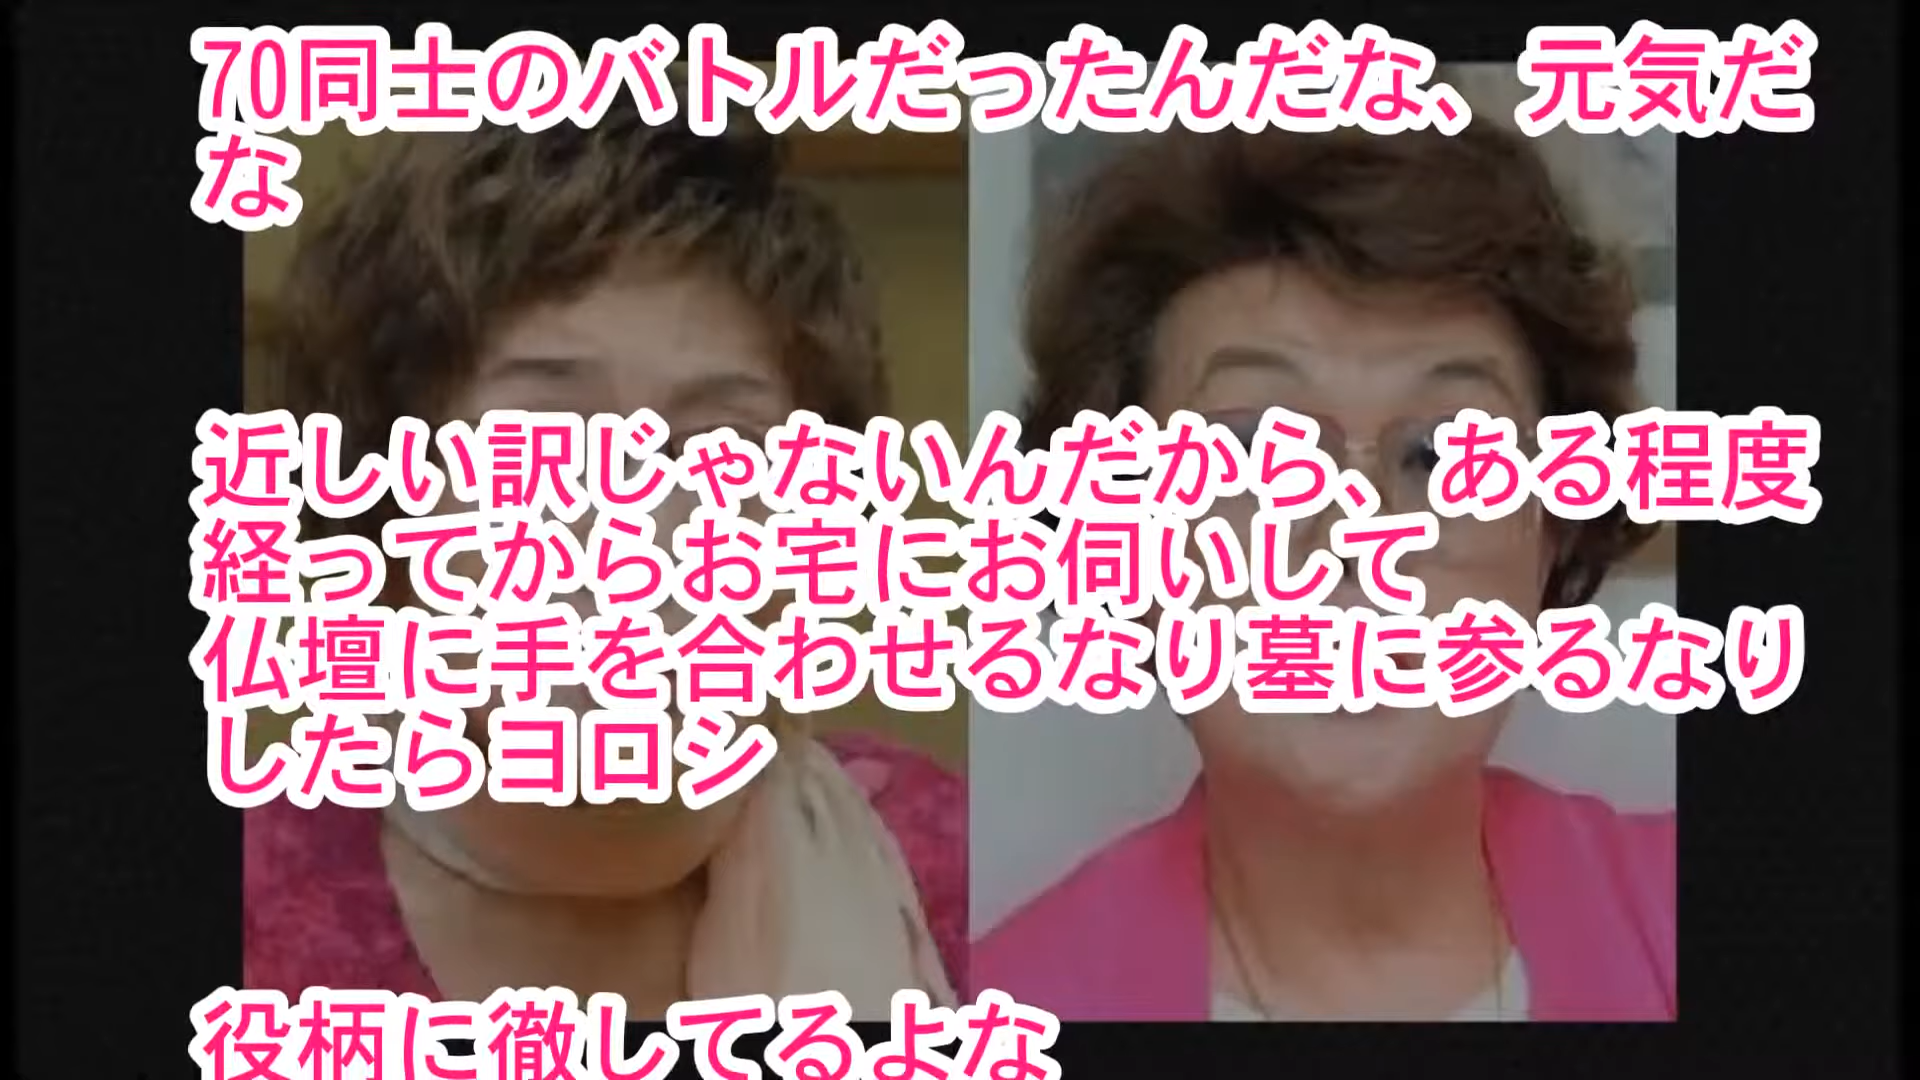 70同士のバトルだったんだな、元気だ
な
近しい訳じゃないんだから、ある程度
経ってからお宅にお伺いして
仏壇に手を合わせるなり墓に参るなり
したらヨロシ
役柄に徹してるよな